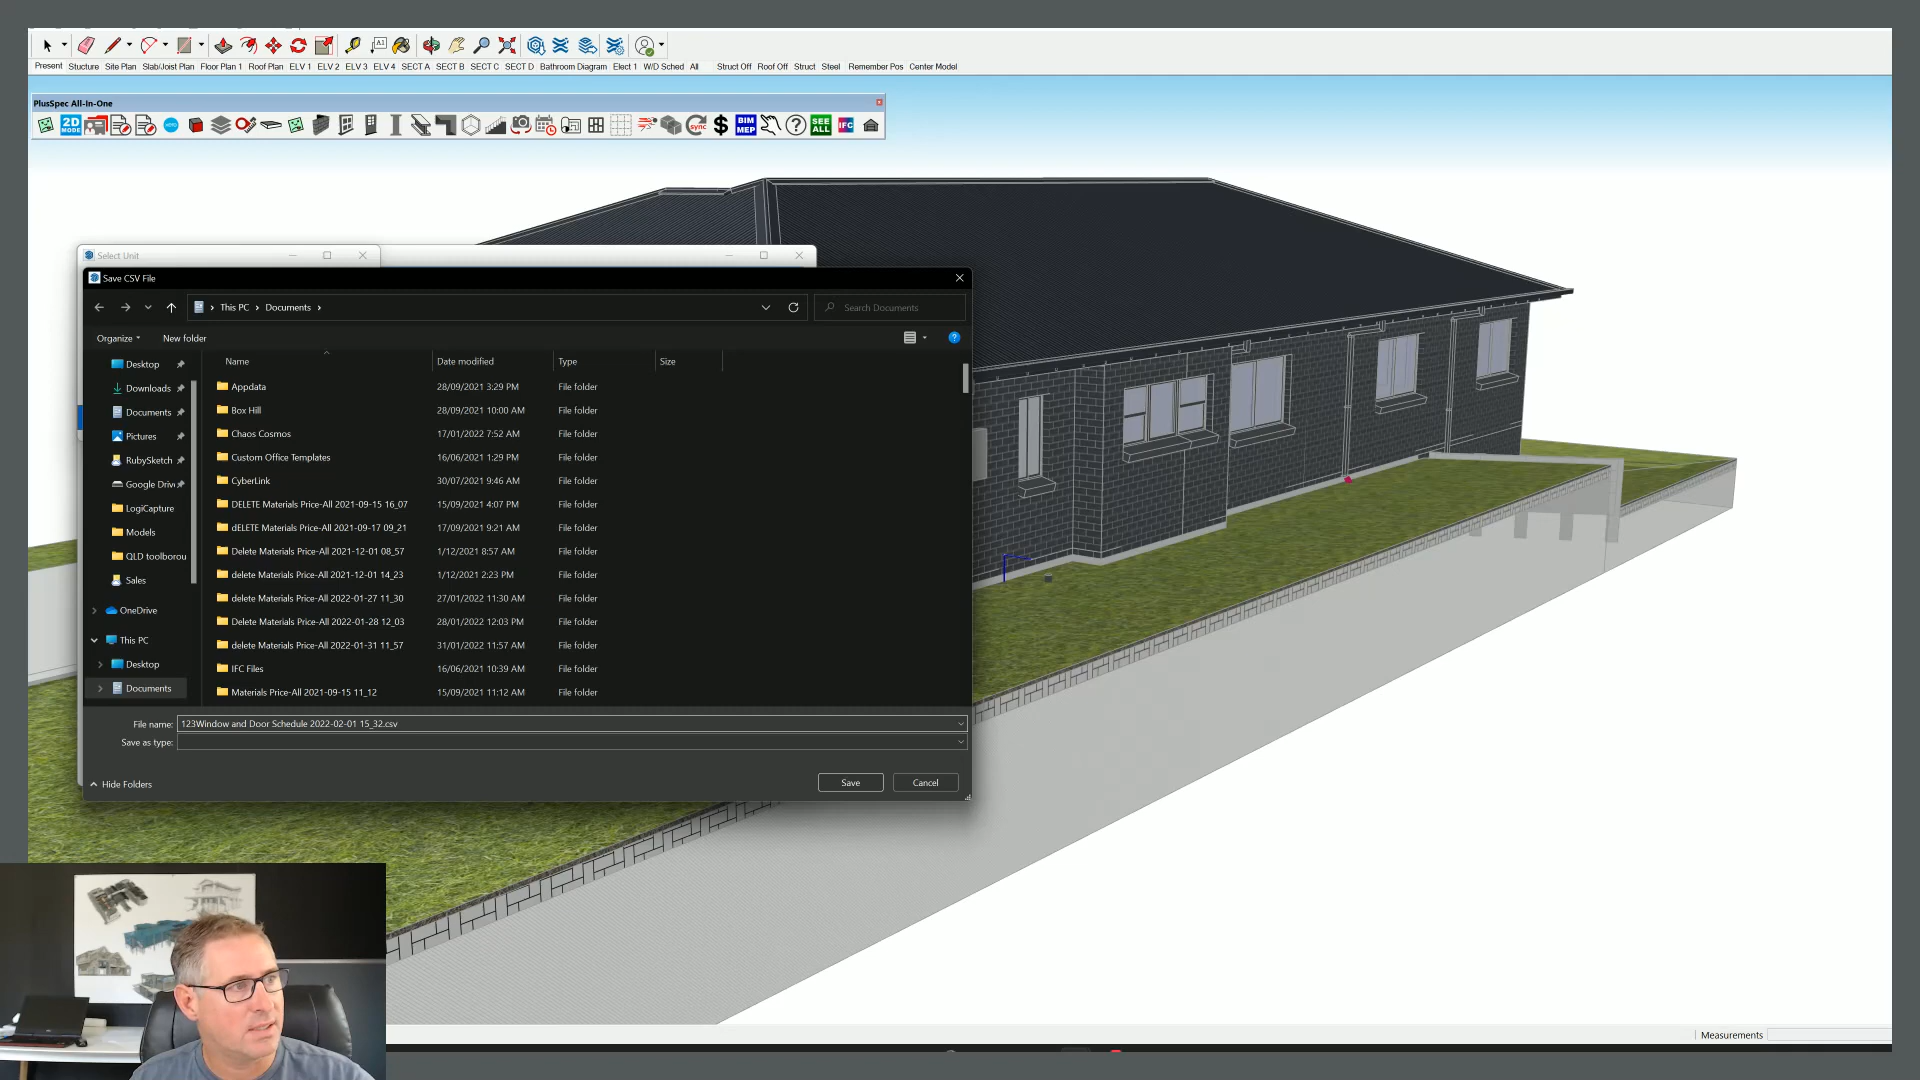 Present Stucture Site Plan Slab/Joist Plan Floor Plan 1 Roof Plan ELV 1 ELV 2 ELV 3 ELV 4 SECT A SECT B SECT C SECT D Bathroom Diagram Elect 1 W/D Sched All Struct Off Roof Off Struct Steel Remember Pos Center Model
PlusSpec All-In-One
2D MODE
sync
$
BIM MEP
?
SEE ALL
IFC
Select Unit
Save CSV File
This PC > Documents >
Search Documents
Organize
New folder
Name Date modified Type Size
Desktop
Downloads
Documents
Pictures
RubySketch
Google Driv
LogiCapture
Models
QLD toolborou
Sales
OneDrive
This PC
Desktop
Documents
Appdata 28/09/2021 3:29 PM File folder
Box Hill 28/09/2021 10:00 AM File folder
Chaos Cosmos 17/01/2022 7:52 AM File folder
Custom Office Templates 16/06/2021 1:29 PM File folder
CyberLink 30/07/2021 9:46 AM File folder
DELETE Materials Price-All 2021-09-15 16_07 15/09/2021 4:07 PM File folder
dELETE Materials Price-All 2021-09-17 09_21 17/09/2021 9:21 AM File folder
Delete Materials Price-All 2021-12-01 08_57 1/12/2021 8:57 AM File folder
delete Materials Price-All 2021-12-01 14_23 1/12/2021 2:23 PM File folder
delete Materials Price-All 2022-01-27 11_30 27/01/2022 11:30 AM File folder
Delete Materials Price-All 2022-01-28 12_03 28/01/2022 12:03 PM File folder
delete Materials Price-All 2022-01-31 11_57 31/01/2022 11:57 AM File folder
IFC Files 16/06/2021 10:39 AM File folder
Materials Price-All 2021-09-15 11_12 15/09/2021 11:12 AM File folder
File name: 123Window and Door Schedule 2022-02-01 15_32.csv
Save as type:
Hide Folders
Save
Cancel
Measurements